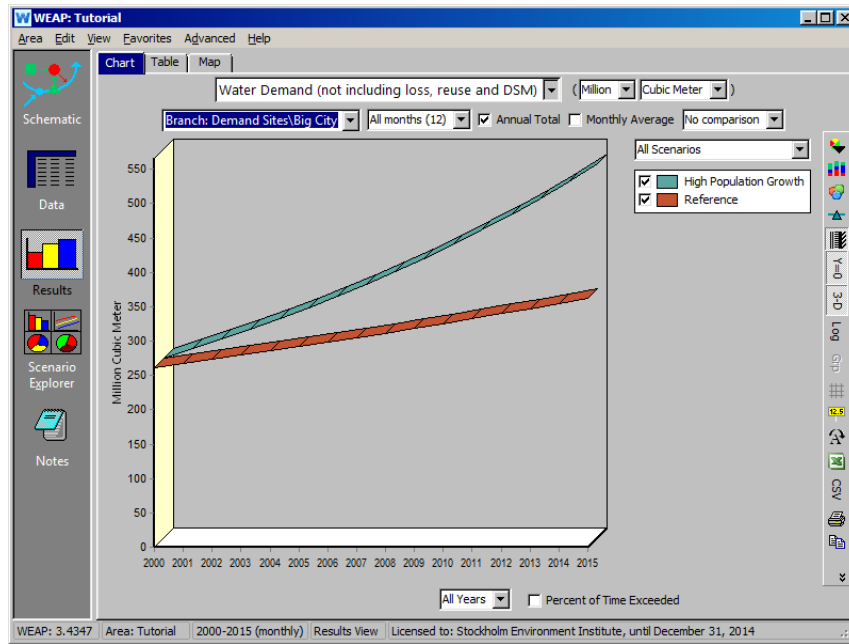 WEAP: Tutorial
Area Edit View Favorites Advanced Help
Chart Table Map
Water Demand (not including loss, reuse and DSM) ( Million Cubic Meter )
Branch: Demand Sites\Big City All months (12) Annual Total Monthly Average No comparison
All Scenarios
High Population Growth
Reference
Schematic
Data
Results
Scenario
Explorer
Notes
Million Cubic Meter
550
500
450
400
350
300
250
200
150
100
50
0
2000 2001 2002 2003 2004 2005 2006 2007 2008 2009 2010 2011 2012 2013 2014 2015
Y=0
3-D
Log
Grp
12.5
CSV
All Years Percent of Time Exceeded
WEAP: 3.4347 Area: Tutorial 2000-2015 (monthly) Results View Licensed to: Stockholm Environment Institute, until December 31, 2014